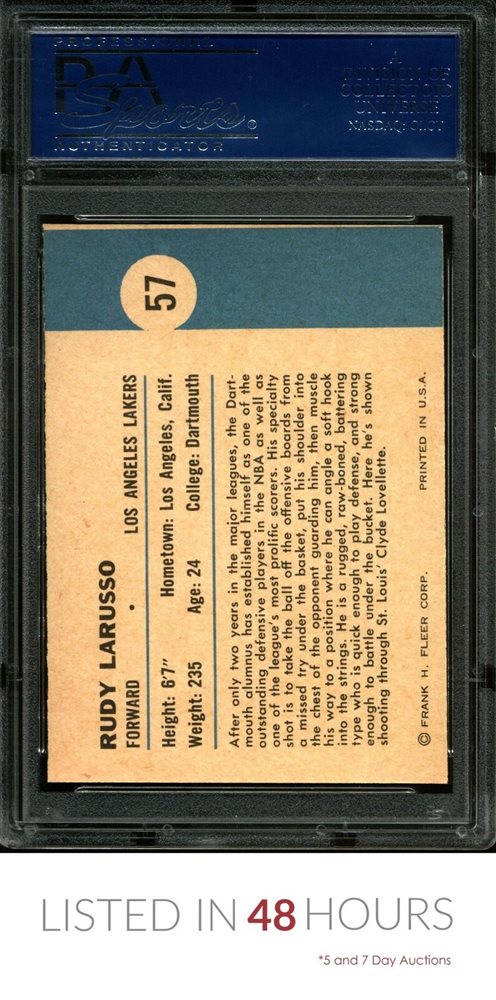 PROFESSIONAL
PSA
Sports
AUTHENTICATOR
A
DIVISION OF
COLLECTORS
UNIVERSE
NASDAQ: CLCT
57
RUDY LARUSSO
FORWARD • LOS ANGELES LAKERS
Height: 6'7" Hometown: Los Angeles, Calif.
Weight: 235 Age: 24 College: Dartmouth
After only two years in the major leagues, the Dart-
mouth alumnus has established himself as one of the
outstanding defensive players in the NBA as well as
one of the league's most prolific scorers. His specialty
shot is to take the ball off the offensive boards from
a missed try under the basket, put his shoulder into
the chest of the opponent guarding him, then muscle
his way to a position where he can angle a soft hook
into the strings. He is a rugged, raw-boned, battering
type who is quick enough to play defense, and strong
enough to battle under the bucket. Here he's shown
shooting through St. Louis' Clyde Lovellette.
© FRANK H. FLEER CORP. PRINTED IN U.S.A.
LISTED IN 48 HOURS
*5 and 7 Day Auctions